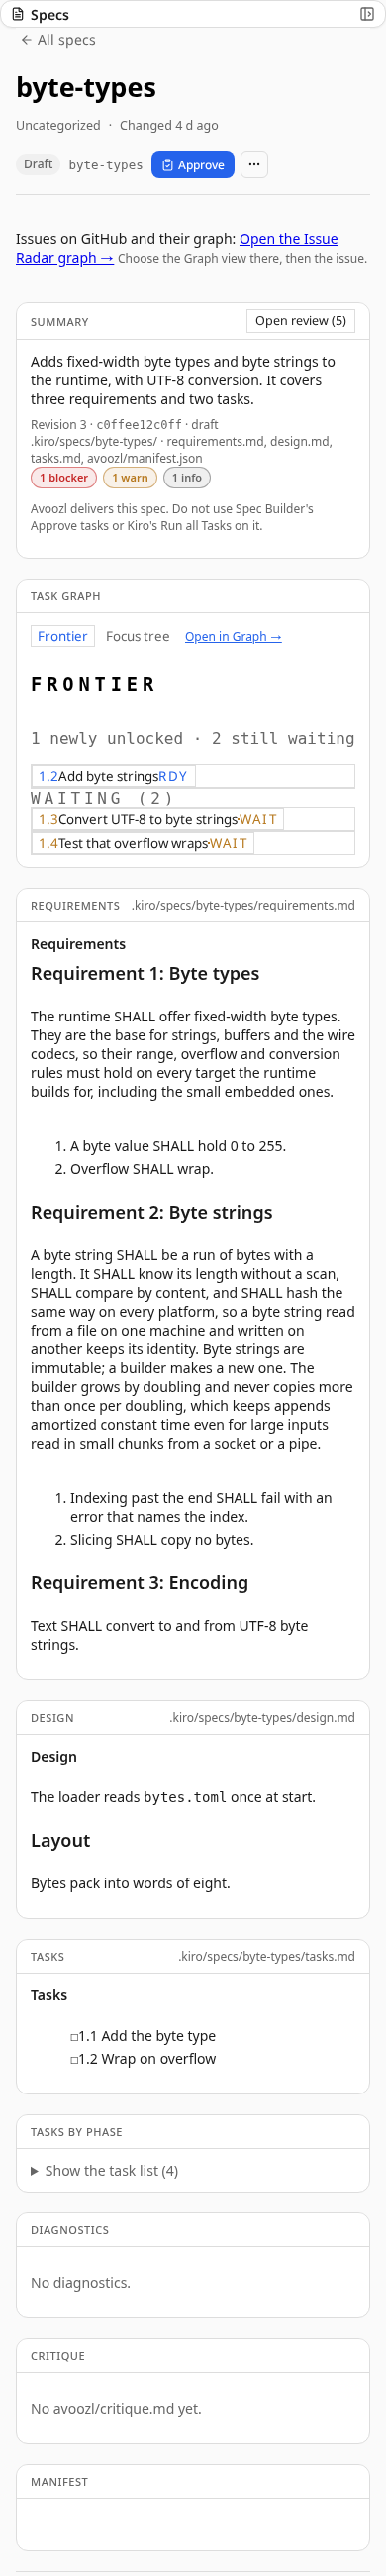 Specs
← All specs
byte-types
Uncategorized · Changed 4 d ago
Draft byte-types Approve ···
Issues on GitHub and their graph: Open the Issue
Radar graph → Choose the Graph view there, then the issue.
SUMMARY Open review (5)
Adds fixed-width byte types and byte strings to
the runtime, with UTF-8 conversion. It covers
three requirements and two tasks.
Revision 3 · c0ffee12c0ff · draft
.kiro/specs/byte-types/ · requirements.md, design.md,
tasks.md, avoozl/manifest.json
1 blocker 1 warn 1 info
Avoozl delivers this spec. Do not use Spec Builder's
Approve tasks or Kiro's Run all Tasks on it.
TASK GRAPH
Frontier Focus tree Open in Graph →
FRONTIER
1 newly unlocked · 2 still waiting
1.2 Add byte strings RDY
WAITING (2)
1.3 Convert UTF-8 to byte strings · WAIT
1.4 Test that overflow wraps · WAIT
REQUIREMENTS .kiro/specs/byte-types/requirements.md
Requirements
Requirement 1: Byte types
The runtime SHALL offer fixed-width byte types.
They are the base for strings, buffers and the wire
codecs, so their range, overflow and conversion
rules must hold on every target the runtime
builds for, including the small embedded ones.
1. A byte value SHALL hold 0 to 255.
2. Overflow SHALL wrap.
Requirement 2: Byte strings
A byte string SHALL be a run of bytes with a
length. It SHALL know its length without a scan,
SHALL compare by content, and SHALL hash the
same way on every platform, so a byte string read
from a file on one machine and written on
another keeps its identity. Byte strings are
immutable; a builder makes a new one. The
builder grows by doubling and never copies more
than once per doubling, which keeps appends
amortized constant time even for large inputs
read in small chunks from a socket or a pipe.
1. Indexing past the end SHALL fail with an
error that names the index.
2. Slicing SHALL copy no bytes.
Requirement 3: Encoding
Text SHALL convert to and from UTF-8 byte
strings.
DESIGN .kiro/specs/byte-types/design.md
Design
The loader reads bytes.toml once at start.
Layout
Bytes pack into words of eight.
TASKS .kiro/specs/byte-types/tasks.md
Tasks
☐1.1 Add the byte type
☐1.2 Wrap on overflow
TASKS BY PHASE
▶ Show the task list (4)
DIAGNOSTICS
No diagnostics.
CRITIQUE
No avoozl/critique.md yet.
MANIFEST